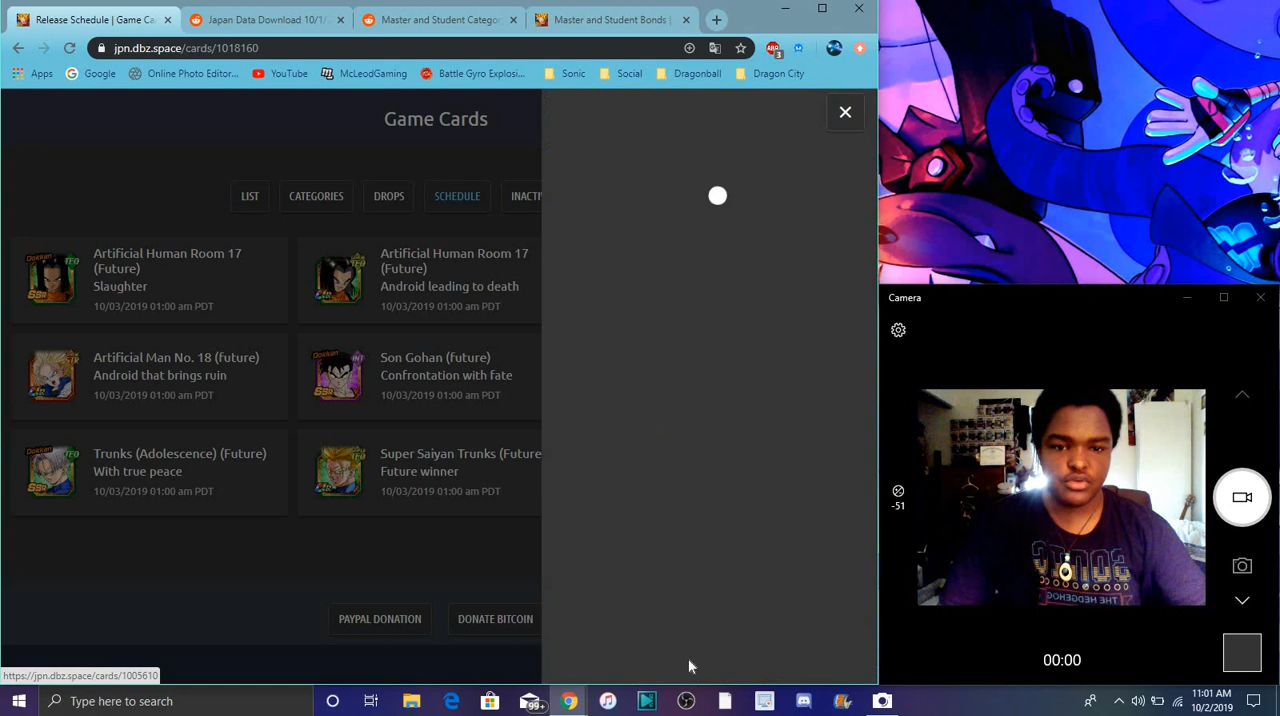 Release Schedule | Game Ca
Japan Data Download 10/1/
Master and Student Categor
Master and Student Bonds |
jpn.dbz.space/cards/1018160
3
Apps
Google
Online Photo Editor...
YouTube
McLeodGaming
Battle Gyro Explosi...
Sonic
Social
Dragonball
Dragon City
Game Cards
LIST
CATEGORIES
DROPS
SCHEDULE
INACTI
Artificial Human Room 17
(Future)
Slaughter
10/03/2019 01:00 am PDT
Artificial Human Room 17
(Future)
Android leading to death
10/03/2019 01:00 am PDT
Artificial Man No. 18 (future)
Android that brings ruin
10/03/2019 01:00 am PDT
Son Gohan (future)
Confrontation with fate
10/03/2019 01:00 am PDT
Trunks (Adolescence) (Future)
With true peace
10/03/2019 01:00 am PDT
Super Saiyan Trunks (Future
Future winner
10/03/2019 01:00 am PDT
PAYPAL DONATION
DONATE BITCOIN
https://jpn.dbz.space/cards/1005610
Camera
-51
SONIC
THE HEDGEHOG
00:00
Type here to search
99+
11:01 AM
10/2/2019